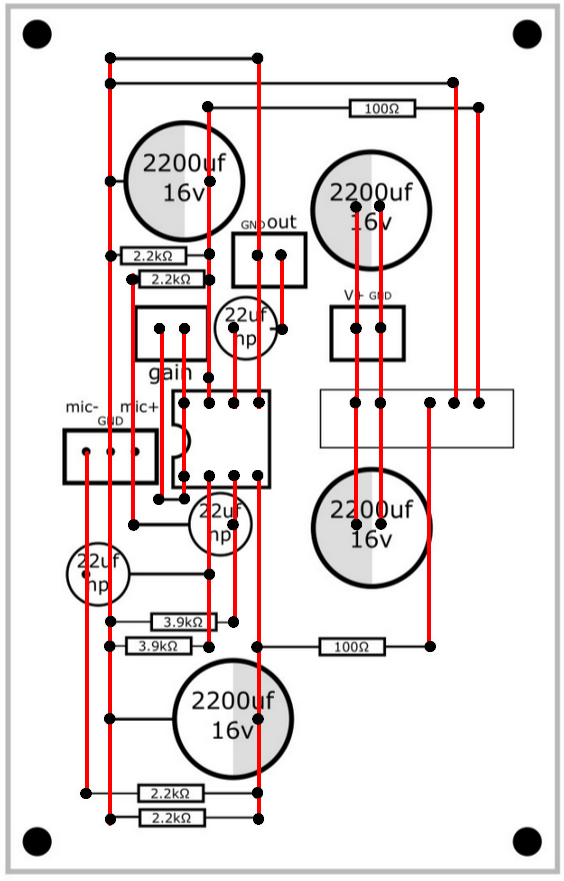 100Ω
2200uf
16v
2200uf
16v
GND out
2.2kΩ
2.2kΩ
V+ GND
22uf
np
gain
mic- mic+
GND
22uf
np
2200uf
16v
22uf
np
3.9kΩ
3.9kΩ
100Ω
2200uf
16v
2.2kΩ
2.2kΩ